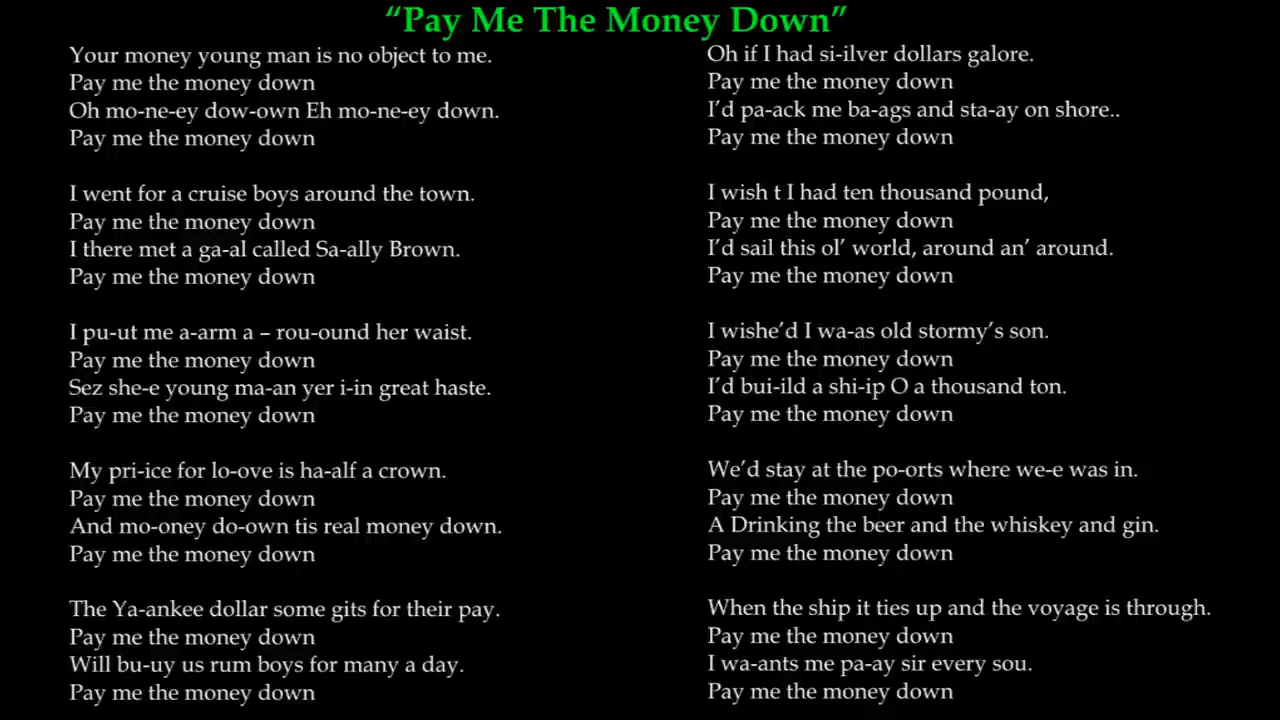 “Pay Me The Money Down”
Your money young man is no object to me.
Pay me the money down
Oh mo-ne-ey dow-own Eh mo-ne-ey down.
Pay me the money down
I went for a cruise boys around the town.
Pay me the money down
I there met a ga-al called Sa-ally Brown.
Pay me the money down
I pu-ut me a-arm a – rou-ound her waist.
Pay me the money down
Sez she-e young ma-an yer i-in great haste.
Pay me the money down
My pri-ice for lo-ove is ha-alf a crown.
Pay me the money down
And mo-oney do-own tis real money down.
Pay me the money down
The Ya-ankee dollar some gits for their pay.
Pay me the money down
Will bu-uy us rum boys for many a day.
Pay me the money down
Oh if I had si-ilver dollars galore.
Pay me the money down
I’d pa-ack me ba-ags and sta-ay on shore..
Pay me the money down
I wish t I had ten thousand pound,
Pay me the money down
I’d sail this ol’ world, around an’ around.
Pay me the money down
I wishe’d I wa-as old stormy’s son.
Pay me the money down
I’d bui-ild a shi-ip O a thousand ton.
Pay me the money down
We’d stay at the po-orts where we-e was in.
Pay me the money down
A Drinking the beer and the whiskey and gin.
Pay me the money down
When the ship it ties up and the voyage is through.
Pay me the money down
I wa-ants me pa-ay sir every sou.
Pay me the money down